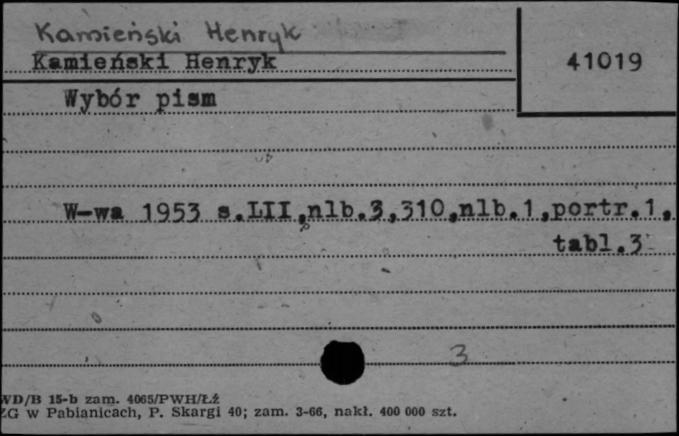 Kamieński Henryk
Kamieński Henryk
41019
Wybór pism
W-wa 1953 s.LII,nlb.3,310,nlb.1,portr.1,
tabl.3
3
WD/B 15-b zam. 4065/PWH/Łź
ZG w Pabianicach, P. Skargi 40; zam. 3-66, nakł. 400 000 szt.